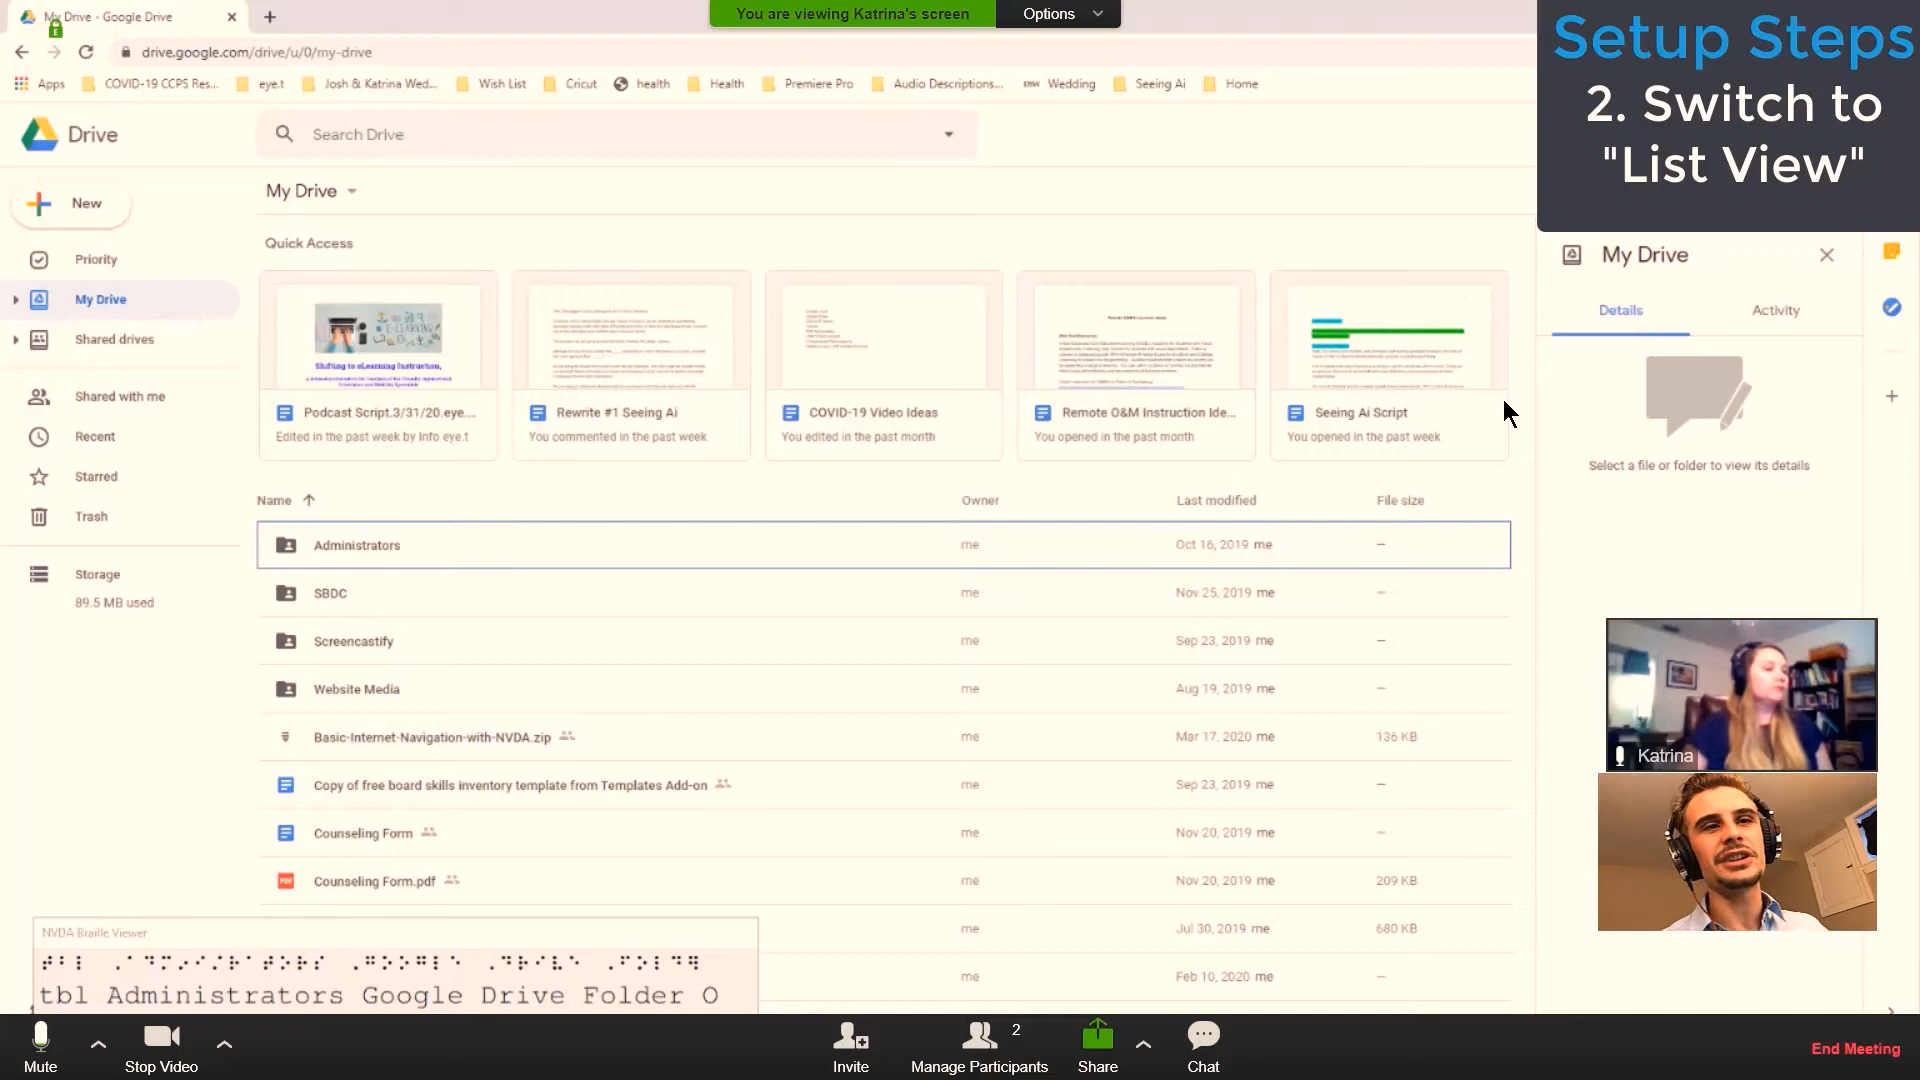 My Drive - Google Drive
You are viewing Katrina's screen
Options
drive.google.com/drive/u/0/my-drive
Apps
COVID-19 CCPS Res...
eye.t
Josh & Katrina Wed...
Wish List
Cricut
health
Health
Premiere Pro
Audio Descriptions...
Wedding
Seeing Ai
Home
Setup Steps
2. Switch to
"List View"
Drive
Search Drive
My Drive
New
Priority
My Drive
Shared drives
Shared with me
Recent
Starred
Trash
Storage
89.5 MB used
Quick Access
Shifting to eLearning Instruction,
Podcast Script.3/31/20.eye....
Edited in the past week by Info eye.t
Rewrite #1 Seeing Ai
You commented in the past week
COVID-19 Video Ideas
You edited in the past month
Remote O&M Instruction Ide...
You opened in the past month
Seeing Ai Script
You opened in the past week
Name Owner Last modified File size
Administrators me Oct 16, 2019 me –
SBDC me Nov 25, 2019 me –
Screencastify me Sep 23, 2019 me –
Website Media me Aug 19, 2019 me –
Basic-Internet-Navigation-with-NVDA.zip me Mar 17, 2020 me 136 KB
Copy of free board skills inventory template from Templates Add-on me Sep 23, 2019 me –
Counseling Form me Nov 20, 2019 me –
PDF Counseling Form.pdf me Nov 20, 2019 me 209 KB
me Jul 30, 2019 me 680 KB
me Feb 10, 2020 me –
My Drive
Details
Activity
Select a file or folder to view its details
Katrina
NVDA Braille Viewer
tbl Administrators Google Drive Folder O
Mute
Stop Video
Invite
2
Manage Participants
Share
Chat
End Meeting